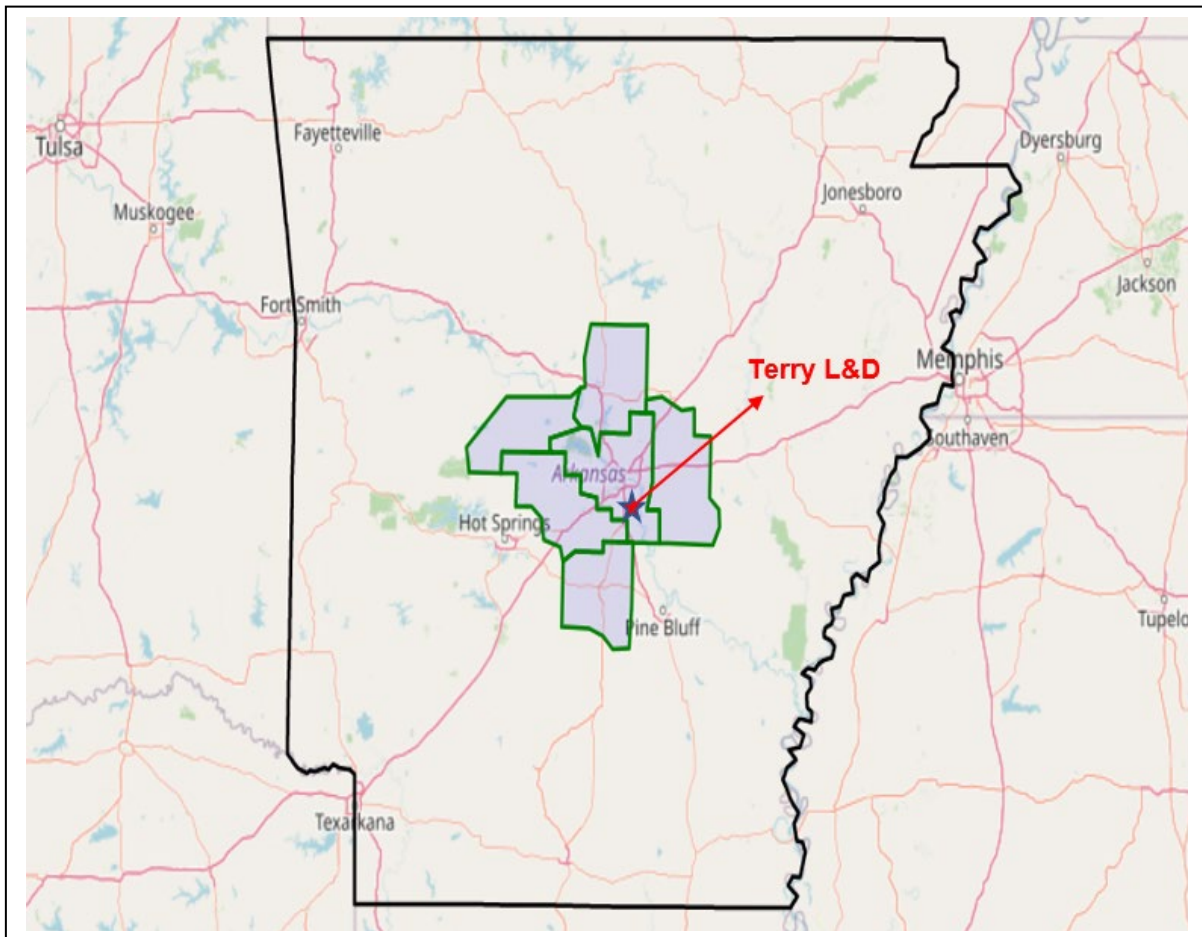 Fayetteville
Tulsa
Dyersburg
Muskogee
Jonesboro
Jackson
Fort Smith
Terry L&D
Memphis
Southaven
Arkansas
Hot Springs
Pine Bluff
Tupelo
Texarkana